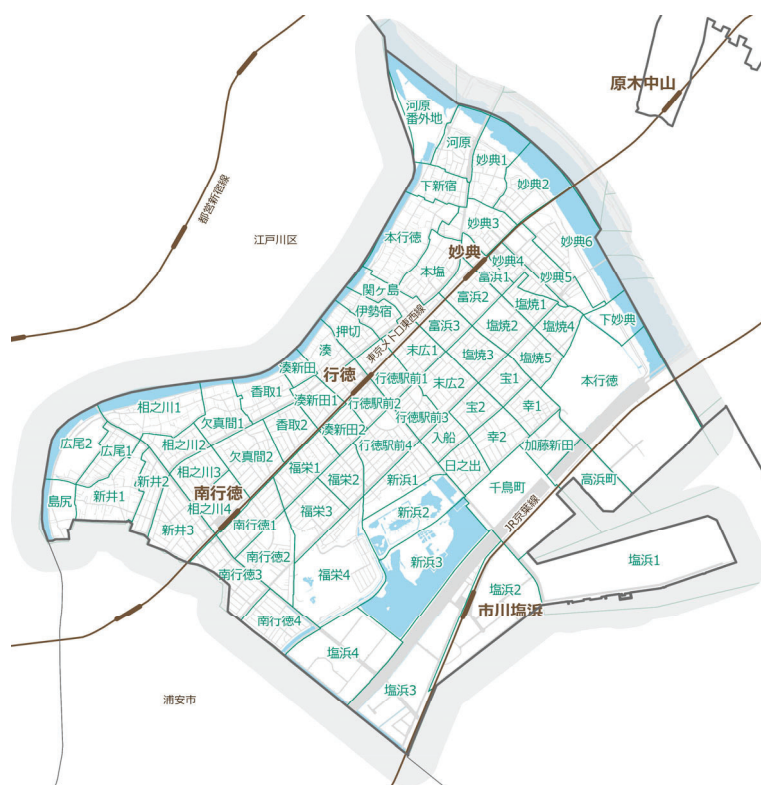 原木中山
河原
番外地
河原
妙典1
妙典2
下新宿
都営新宿線
江戸川区
本行徳
妙典3
妙典6
妙典
妙典4
本塩
富浜1
妙典5
関ヶ島
富浜2
塩焼1
伊勢宿
東京メトロ東西線
富浜3
塩焼2
塩焼4
下妙典
押切
湊
末広1
塩焼3
塩焼5
湊新田
行徳
行徳駅前1
末広2
宝1
本行徳
香取1
湊新田1
行徳駅前2
宝2
幸1
相之川1
欠真間1
香取2
湊新田2
行徳駅前3
入船
幸2
加藤新田
広尾2
広尾1
相之川2
欠真間2
行徳駅前4
日之出
福栄1
新井2
相之川3
福栄2
新浜1
千鳥町
高浜町
島尻
新井1
南行徳
相之川4
福栄3
新浜2
JR京葉線
新井3
南行徳1
南行徳2
新浜3
塩浜1
南行徳3
福栄4
塩浜2
市川塩浜
南行徳4
塩浜4
塩浜3
浦安市